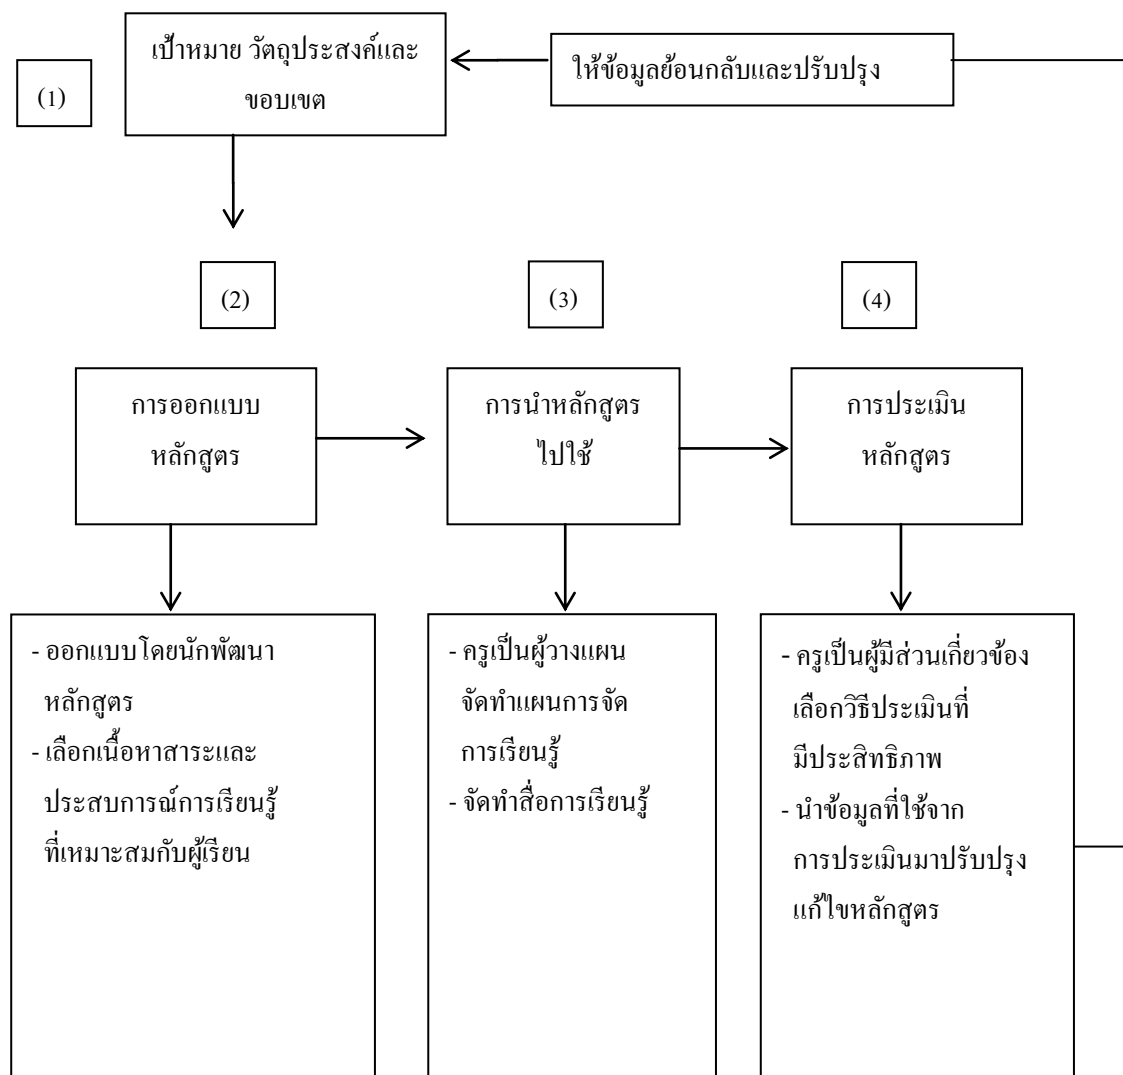 (1)
เป้าหมาย วัตถุประสงค์และ
ขอบเขต
ให้ข้อมูลย้อนกลับและปรับปรุง
(2)
(3)
(4)
การออกแบบ
หลักสูตร
การนำหลักสูตร
ไปใช้
การประเมิน
หลักสูตร
- ออกแบบโดยนักพัฒนา
หลักสูตร
- เลือกเนื้อหาสาระและ
ประสบการณ์การเรียนรู้
ที่เหมาะสมกับผู้เรียน
- ครูเป็นผู้วางแผน
จัดทำแผนการจัด
การเรียนรู้
- จัดทำสื่อการเรียนรู้
- ครูเป็นผู้มีส่วนเกี่ยวข้อง
เลือกวิธีประเมินที่
มีประสิทธิภาพ
- นำข้อมูลที่ใช้จาก
การประเมินมาปรับปรุง
แก้ไขหลักสูตร